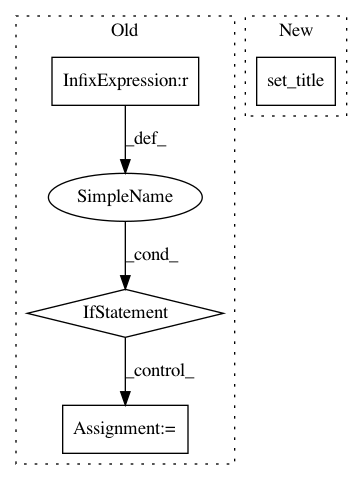 Old
New
InfixExpression:r
set_title
_def_
SimpleName
_cond_
IfStatement
_control_
Assignment:=